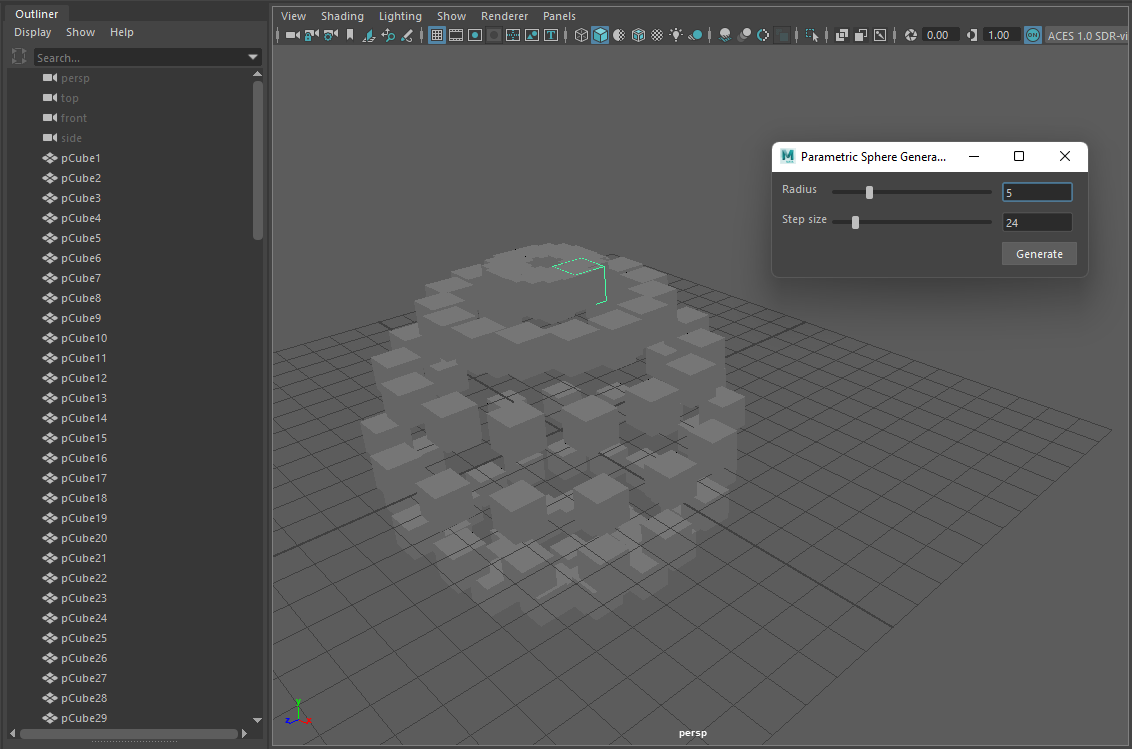 Outliner
Display Show Help
Search...
persp
top
front
side
pCube1
pCube2
pCube3
pCube4
pCube5
pCube6
pCube7
pCube8
pCube9
pCube10
pCube11
pCube12
pCube13
pCube14
pCube15
pCube16
pCube17
pCube18
pCube19
pCube20
pCube21
pCube22
pCube23
pCube24
pCube25
pCube26
pCube27
pCube28
pCube29
View Shading Lighting Show Renderer Panels
0.00 1.00 ON ACES 1.0 SDR-vi
M Parametric Sphere Genera...
Radius 5
Step size 24
Generate
y
z x
persp